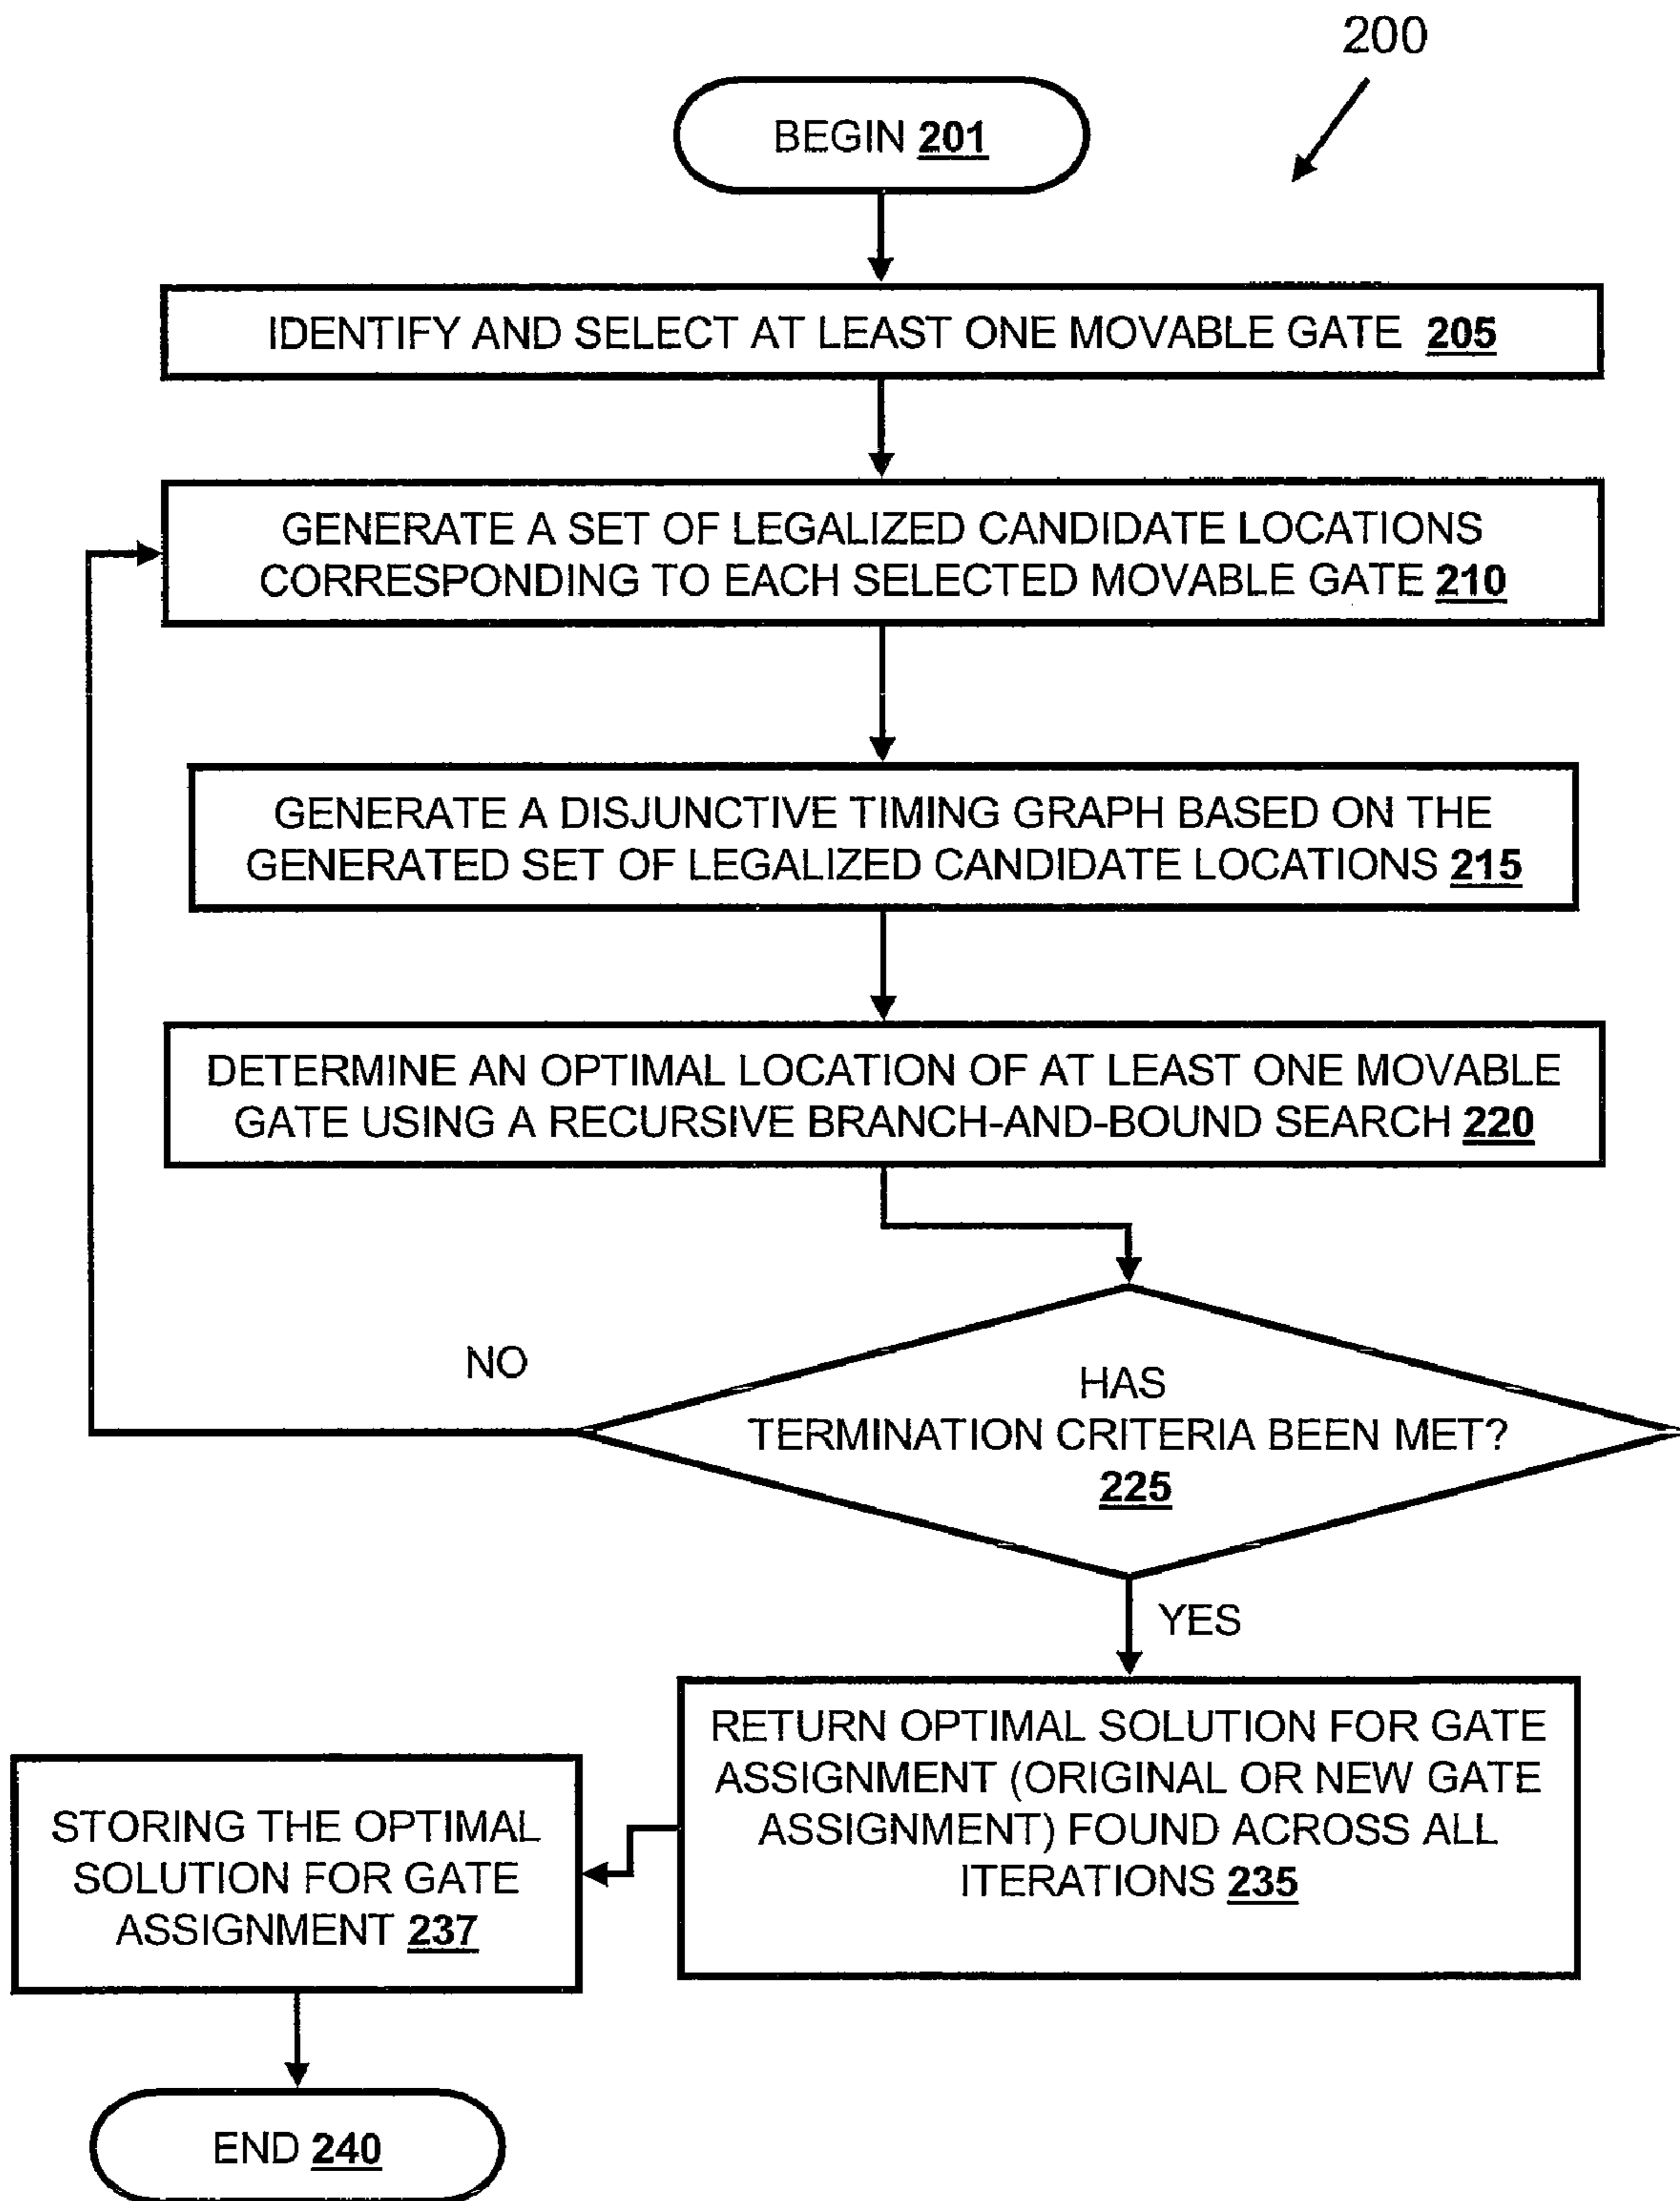 200
BEGIN 201
IDENTIFY AND SELECT AT LEAST ONE MOVABLE GATE 205
GENERATE A SET OF LEGALIZED CANDIDATE LOCATIONS
CORRESPONDING TO EACH SELECTED MOVABLE GATE 210
GENERATE A DISJUNCTIVE TIMING GRAPH BASED ON THE
GENERATED SET OF LEGALIZED CANDIDATE LOCATIONS 215
DETERMINE AN OPTIMAL LOCATION OF AT LEAST ONE MOVABLE
GATE USING A RECURSIVE BRANCH-AND-BOUND SEARCH 220
NO
HAS
TERMINATION CRITERIA BEEN MET?
225
YES
RETURN OPTIMAL SOLUTION FOR GATE
ASSIGNMENT (ORIGINAL OR NEW GATE
ASSIGNMENT) FOUND ACROSS ALL
ITERATIONS 235
STORING THE OPTIMAL
SOLUTION FOR GATE
ASSIGNMENT 237
END 240